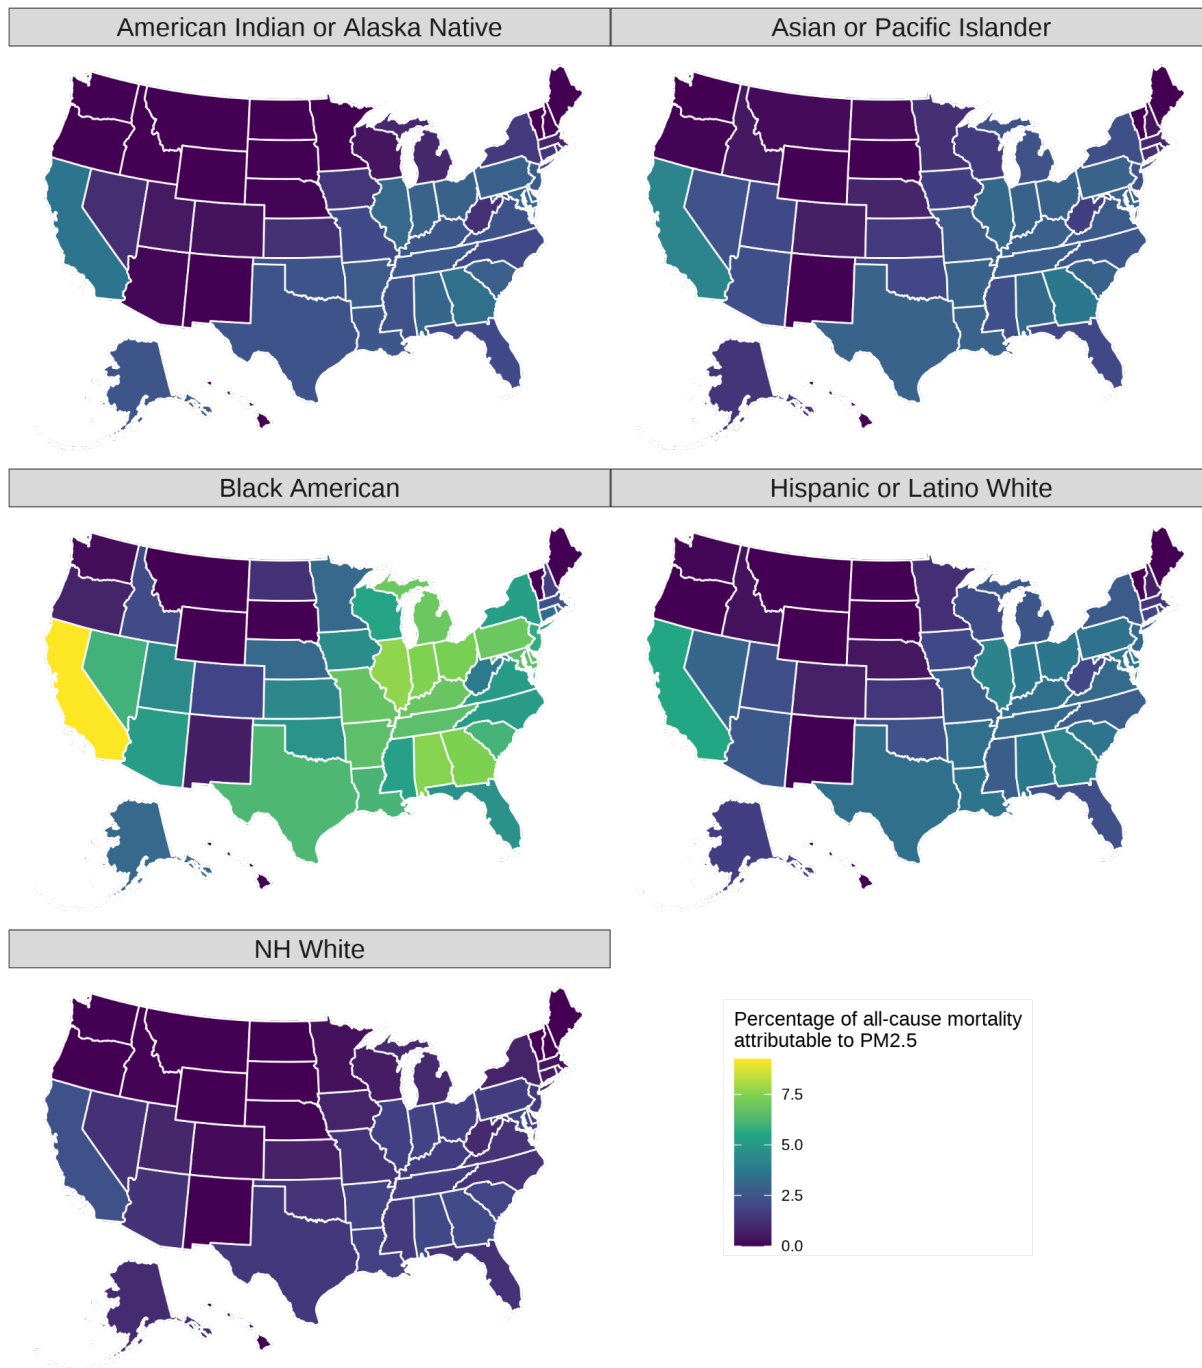 American Indian or Alaska Native
Asian or Pacific Islander
Black American
Hispanic or Latino White
NH White
Percentage of all-cause mortality
attributable to PM2.5
7.5
5.0
2.5
0.0